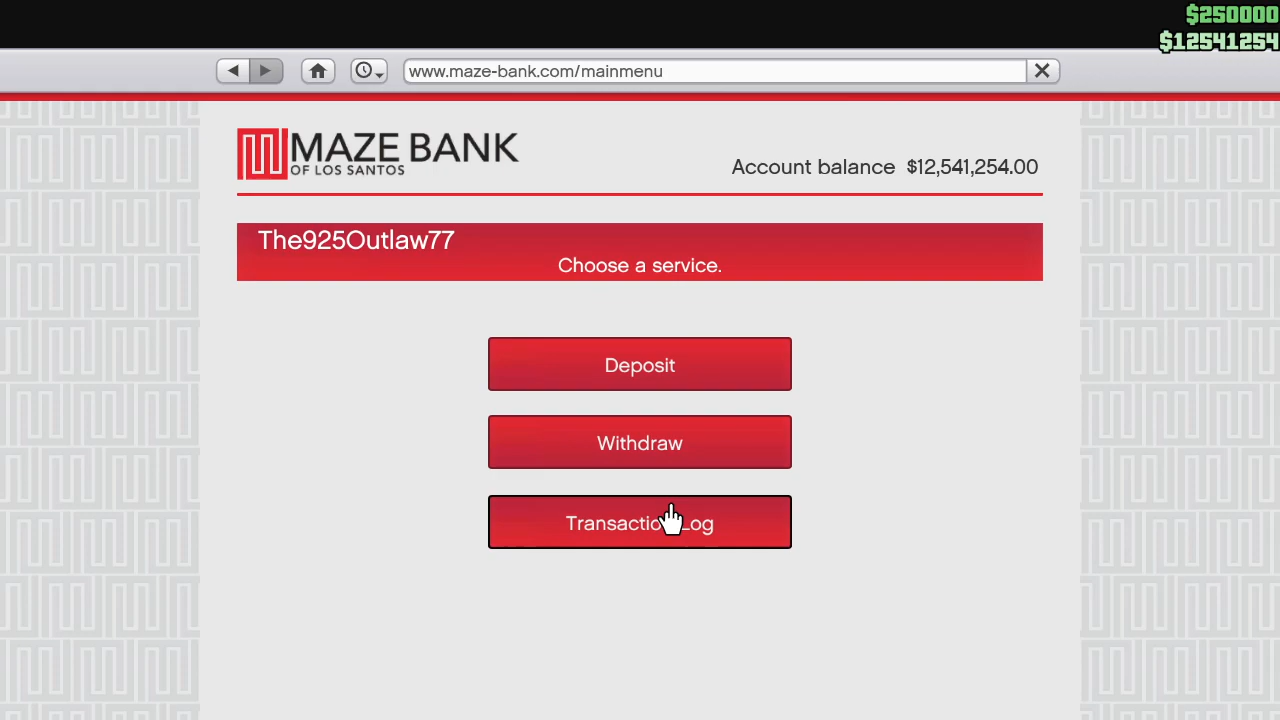 $250000
$12541254
www.maze-bank.com/mainmenu
MAZE BANK
OF LOS SANTOS
Account balance $12,541,254.00
The925Outlaw77
Choose a service.
Deposit
Withdraw
Transaction Log